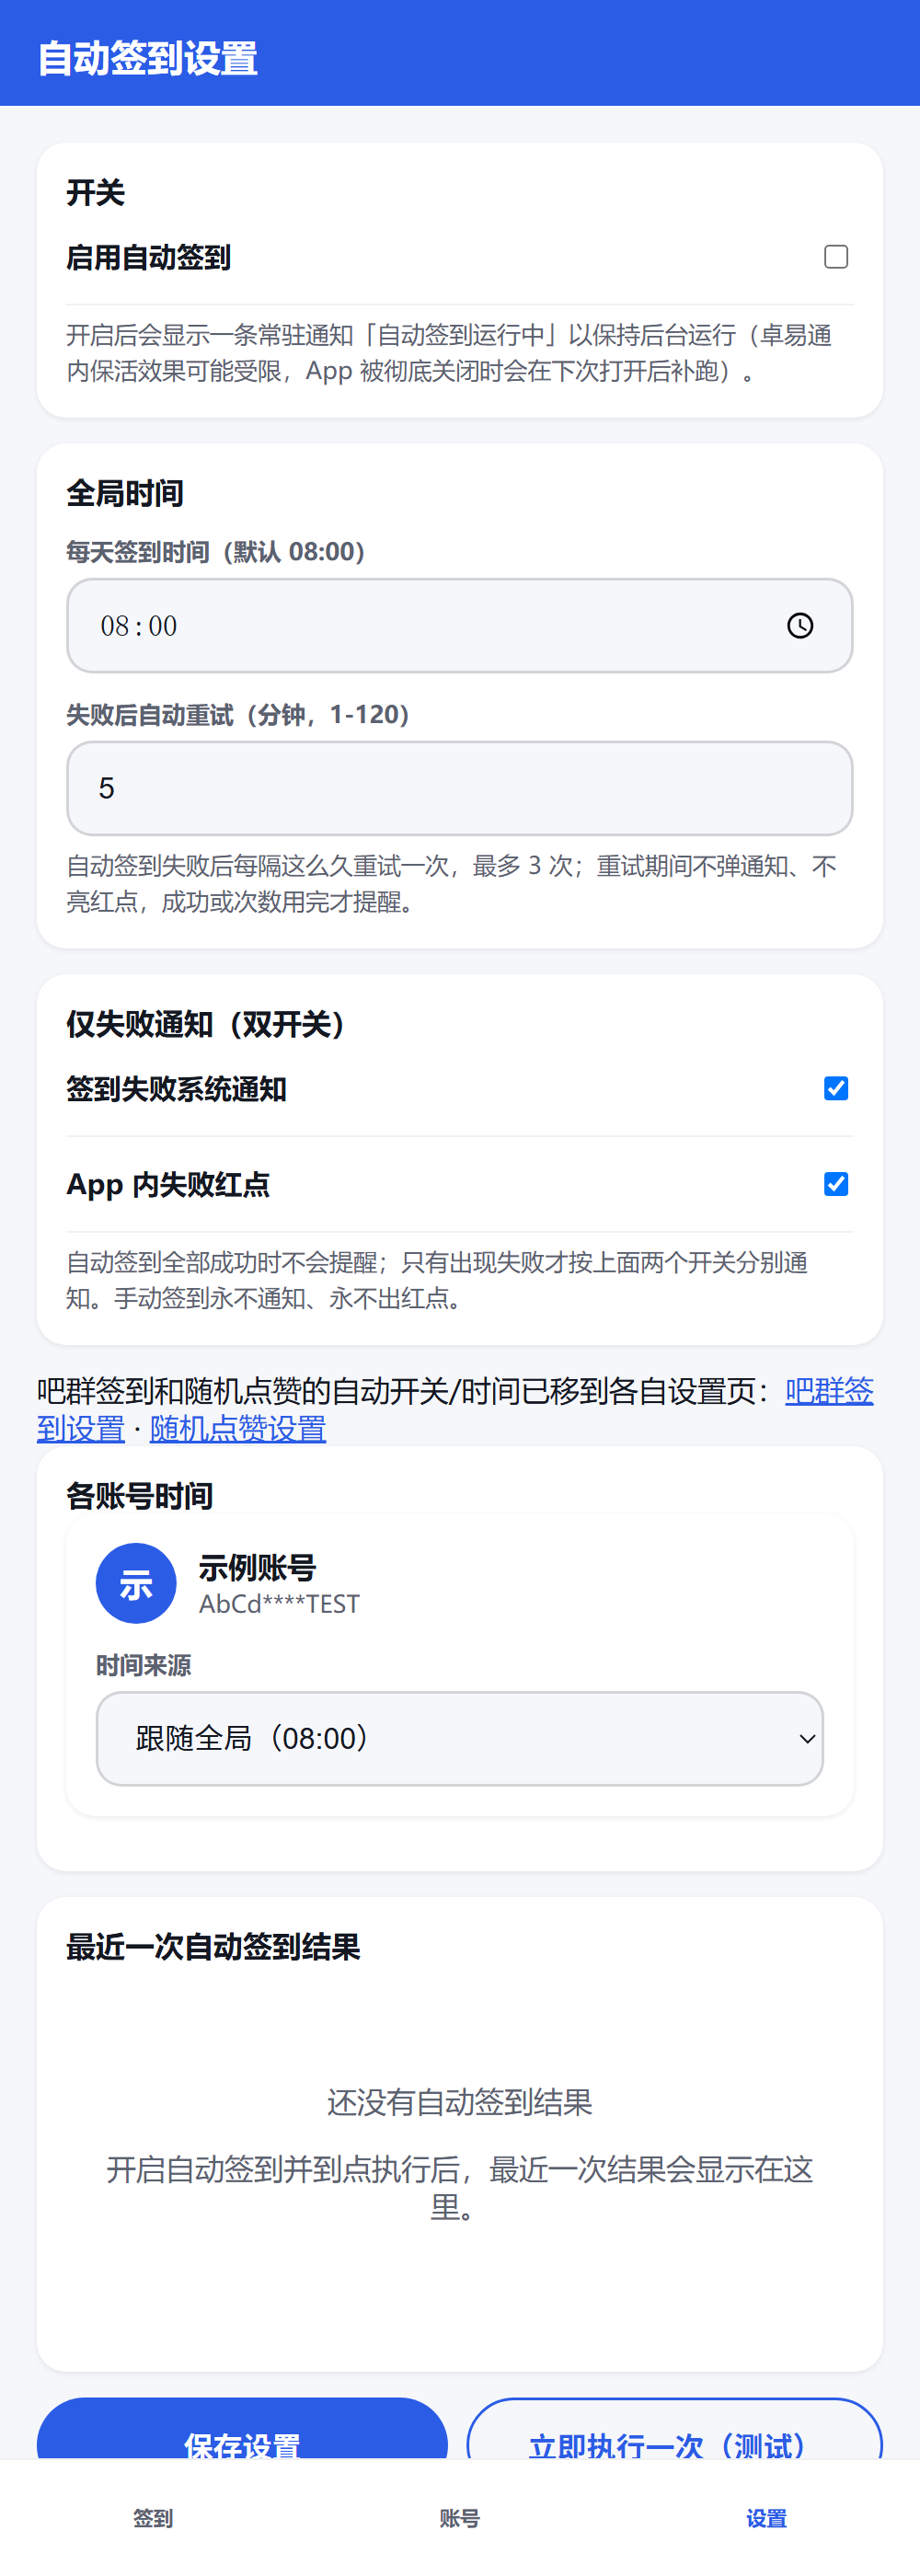 自动签到设置
开关
启用自动签到
开启后会显示一条常驻通知「自动签到运行中」以保持后台运行（卓易通
内保活效果可能受限，App 被彻底关闭时会在下次打开后补跑）。
全局时间
每天签到时间（默认 08:00）
08:00
失败后自动重试（分钟，1-120）
5
自动签到失败后每隔这么久重试一次，最多 3 次；重试期间不弹通知、不
亮红点，成功或次数用完才提醒。
仅失败通知（双开关）
签到失败系统通知
App 内失败红点
自动签到全部成功时不会提醒；只有出现失败才按上面两个开关分别通
知。手动签到永不通知、永不出红点。
吧群签到和随机点赞的自动开关/时间已移到各自设置页：吧群签
到设置 · 随机点赞设置
各账号时间
示
示例账号
AbCd****TEST
时间来源
跟随全局（08:00）
最近一次自动签到结果
还没有自动签到结果
开启自动签到并到点执行后，最近一次结果会显示在这
里。
保存设置
立即执行一次（测试）
签到
账号
设置